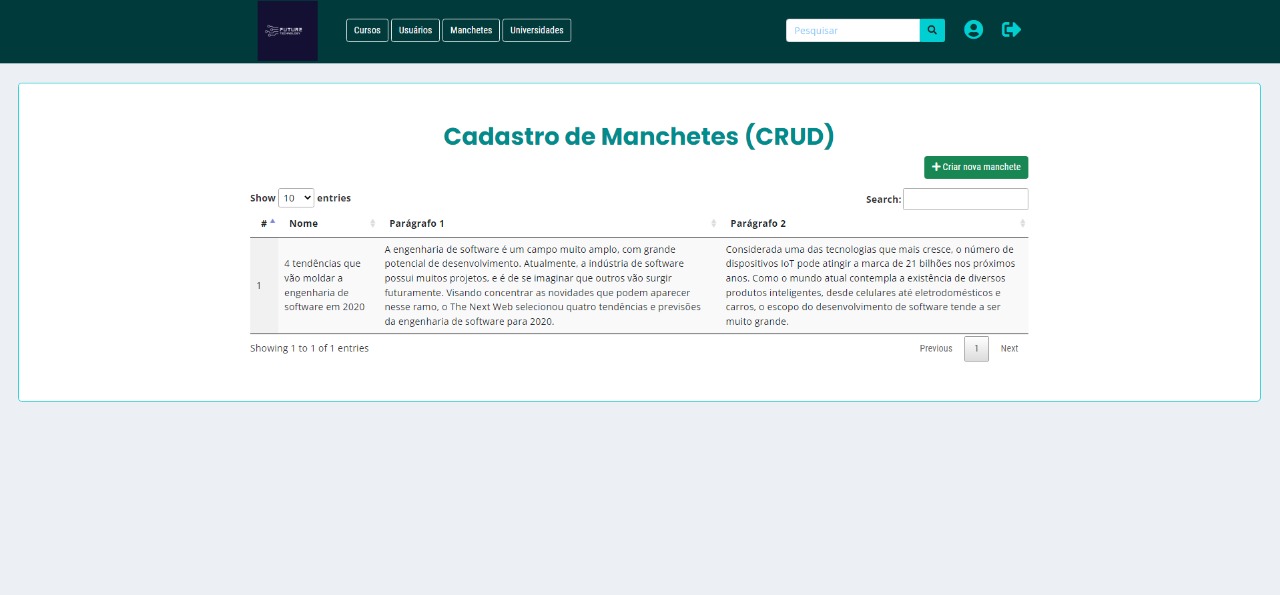 FUTURE
TECHNOLOGY
Cursos Usuários Manchetes Universidades Pesquisar
Cadastro de Manchetes (CRUD)
Criar nova manchete
Show 10 entries Search:
# Nome Parágrafo 1 Parágrafo 2
1
4 tendências que
vão moldar a
engenharia de
software em 2020
A engenharia de software é um campo muito amplo, com grande
potencial de desenvolvimento. Atualmente, a indústria de software
possui muitos projetos, e é de se imaginar que outros vão surgir
futuramente. Visando concentrar as novidades que podem aparecer
nesse ramo, o The Next Web selecionou quatro tendências e previsões
da engenharia de software para 2020.
Considerada uma das tecnologias que mais cresce, o número de
dispositivos IoT pode atingir a marca de 21 bilhões nos próximos
anos. Como o mundo atual contempla a existência de diversos
produtos inteligentes, desde celulares até eletrodomésticos e
carros, o escopo do desenvolvimento de software tende a ser
muito grande.
Showing 1 to 1 of 1 entries Previous 1 Next